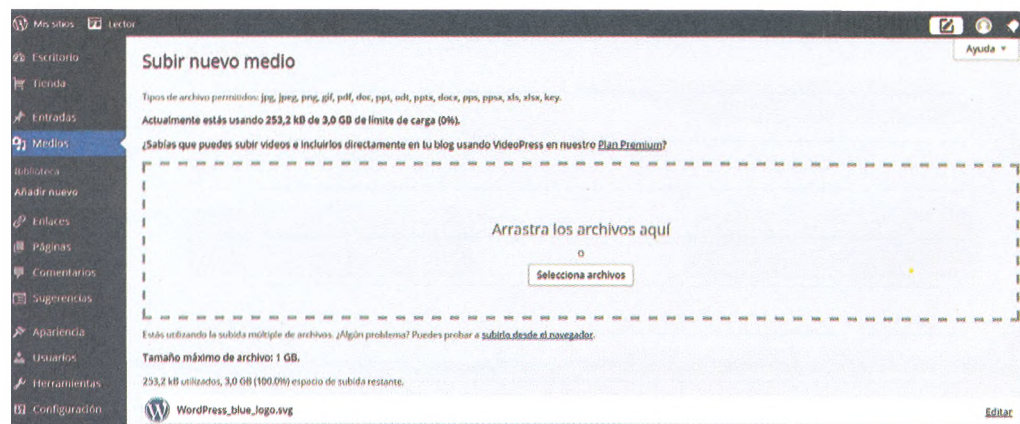 Mis sitios Lector
Ayuda
Escritorio
Tienda
Entradas
Medios
Biblioteca
Añadir nuevo
Enlaces
Páginas
Comentarios
Sugerencias
Apariencia
Usuarios
Herramientas
Configuración
Subir nuevo medio
Tipos de archivo permitidos: jpg, jpeg, png, gif, pdf, doc, ppt, odt, pptx, docx, pps, ppsx, xls, xlsx, key.
Actualmente estás usando 253,2 kB de 3,0 GB de límite de carga (0%).
¿Sabías que puedes subir vídeos e incluirlos directamente en tu blog usando VideoPress en nuestro Plan Premium?
Arrastra los archivos aquí
o
Selecciona archivos
Estás utilizando la subida múltiple de archivos. ¿Algún problema? Puedes probar a subirlo desde el navegador.
Tamaño máximo de archivo: 1 GB.
253,2 kB utilizados, 3,0 GB (100.0%) espacio de subida restante.
WordPress_blue_logo.svg
Editar